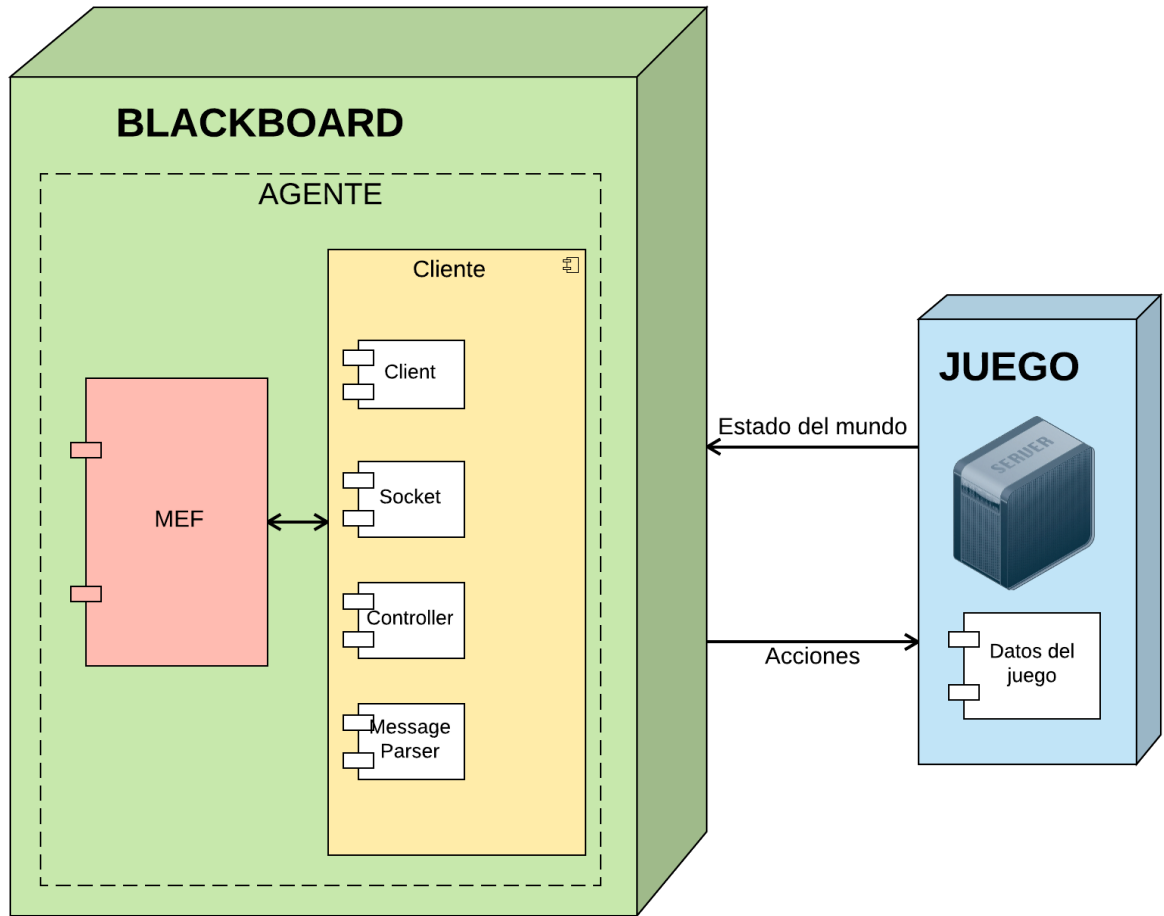 BLACKBOARD
AGENTE
Cliente
Client
Socket
Controller
Message
Parser
MEF
Estado del mundo
Acciones
JUEGO
SERVER
Datos del
juego